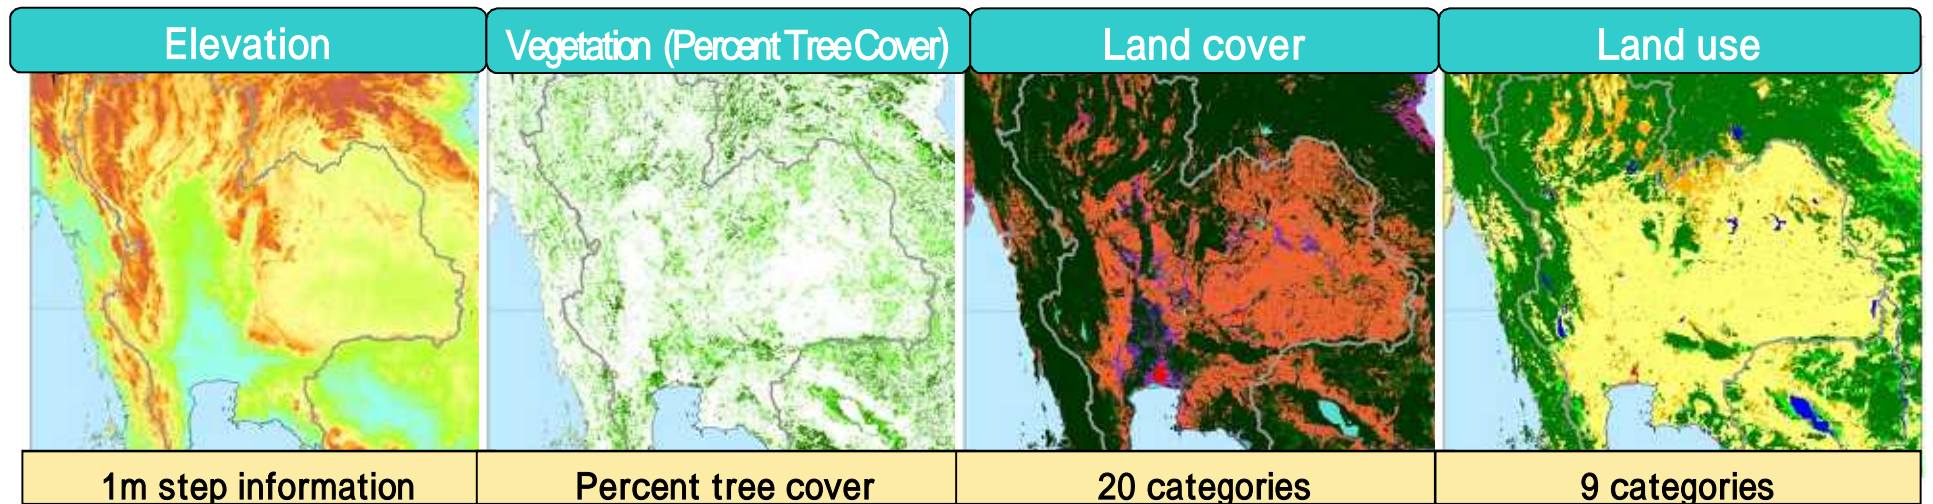 Elevation
Vegetation (Percent Tree Cover)
Land cover
Land use
1m step information
Percent tree cover
20 categories
9 categories